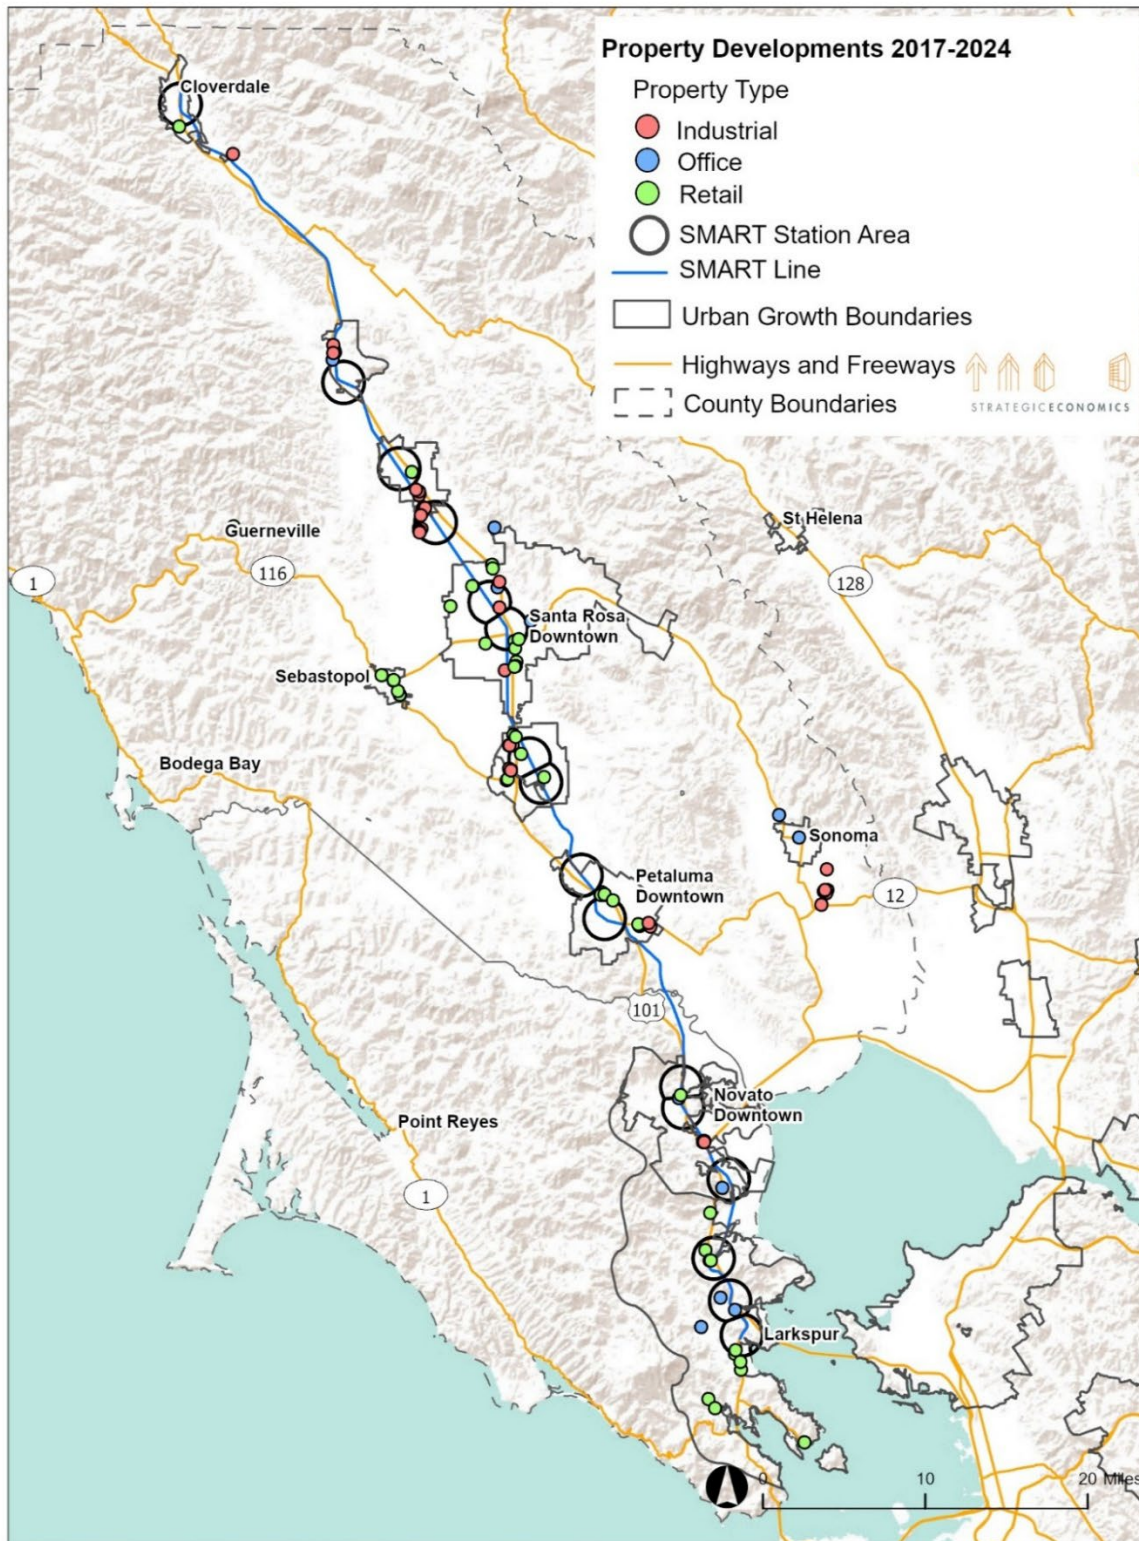 Property Developments 2017-2024
Property Type
Industrial
Office
Retail
SMART Station Area
SMART Line
Urban Growth Boundaries
Highways and Freeways
County Boundaries
STRATEGICECONOMICS
Cloverdale
St Helena
Guerneville
1
116
128
Santa Rosa
Downtown
Sebastopol
Bodega Bay
Sonoma
Petaluma
Downtown
12
101
Novato
Downtown
Point Reyes
1
Larkspur
0
10
20 Miles